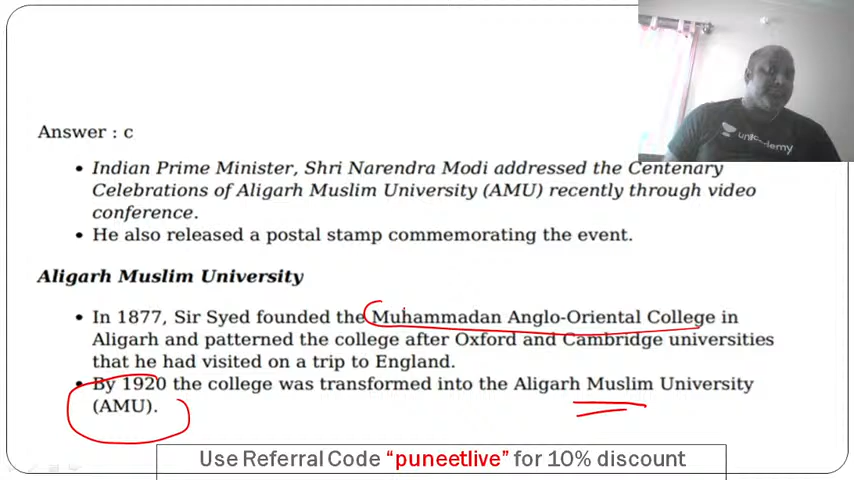 unacademy
Answer : c
• Indian Prime Minister, Shri Narendra Modi addressed the Centenary
Celebrations of Aligarh Muslim University (AMU) recently through video
conference.
• He also released a postal stamp commemorating the event.
Aligarh Muslim University
• In 1877, Sir Syed founded the Muhammadan Anglo-Oriental College in
Aligarh and patterned the college after Oxford and Cambridge universities
that he had visited on a trip to England.
• By 1920 the college was transformed into the Aligarh Muslim University
(AMU).
Use Referral Code “puneetlive” for 10% discount